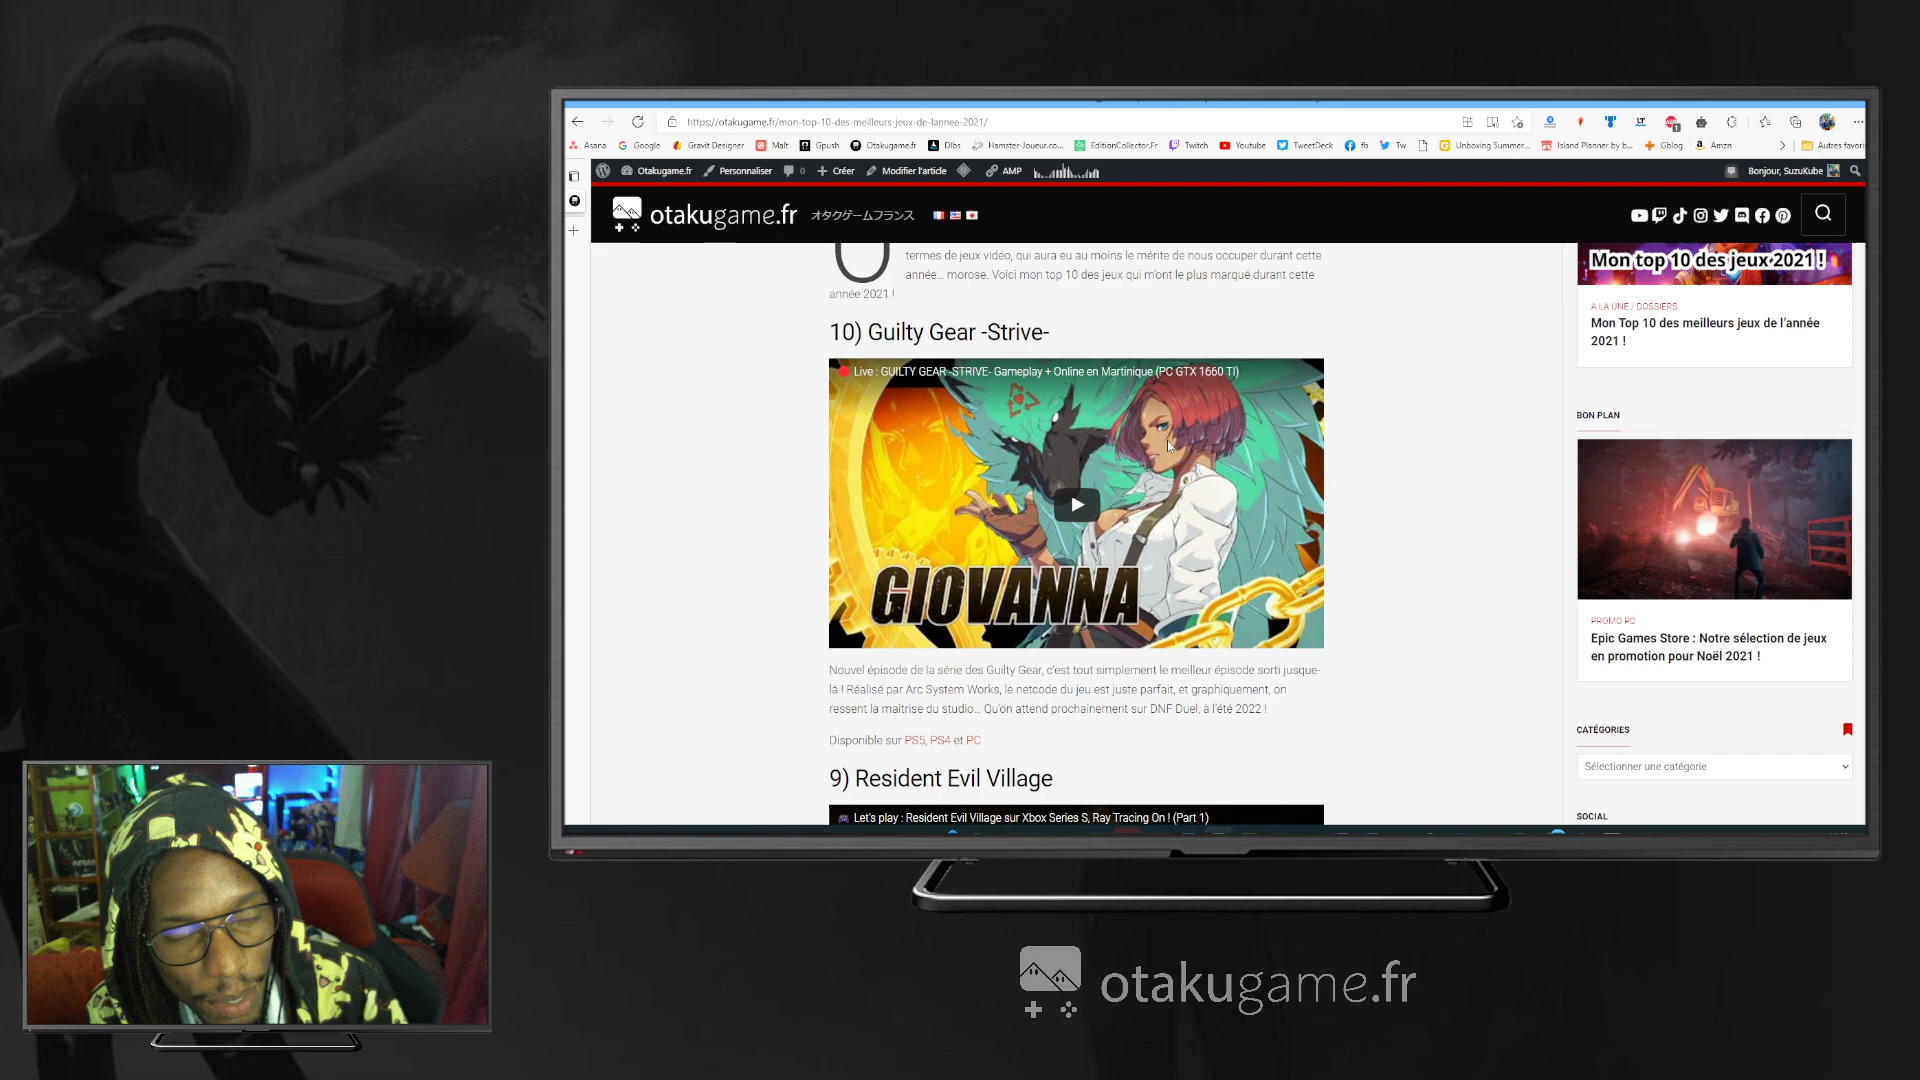 https://otakugame.fr/mon-top-10-des-meilleurs-jeux-de-lannee-2021/
Asana Google Gravit Designer Malt Gpush Otakugame.fr Dlbs Hamster-Joueur.co... EditionCollector.Fr Twitch Youtube TweetDeck fb Tw Unboxing Summer... Island Planner by b... Gblog Amzn Autres favori
Otakugame.fr Personnaliser 0 Créer Modifier l'article AMP Bonjour, SuzuKube
otakugame.fr オタクゲームフランス
termes de jeux vidéo, qui aura eu au moins le mérite de nous occuper durant cette
année... morose. Voici mon top 10 des jeux qui m'ont le plus marqué durant cette
année 2021 !
10) Guilty Gear -Strive-
Live : GUILTY GEAR -STRIVE- Gameplay + Online en Martinique (PC GTX 1660 TI)
GIOVANNA
Nouvel épisode de la série des Guilty Gear, c'est tout simplement le meilleur épisode sorti jusque-
là ! Réalisé par Arc System Works, le netcode du jeu est juste parfait, et graphiquement, on
ressent la maitrise du studio... Qu'on attend prochainement sur DNF Duel, à l'été 2022 !
Disponible sur PS5, PS4 et PC
9) Resident Evil Village
Let's play : Resident Evil Village sur Xbox Series S, Ray Tracing On ! (Part 1)
Mon top 10 des jeux 2021 !
A LA UNE / DOSSIERS
Mon Top 10 des meilleurs jeux de l'année
2021 !
BON PLAN
PROMO PC
Epic Games Store : Notre sélection de jeux
en promotion pour Noël 2021 !
CATÉGORIES
Sélectionner une catégorie
SOCIAL
otakugame.fr